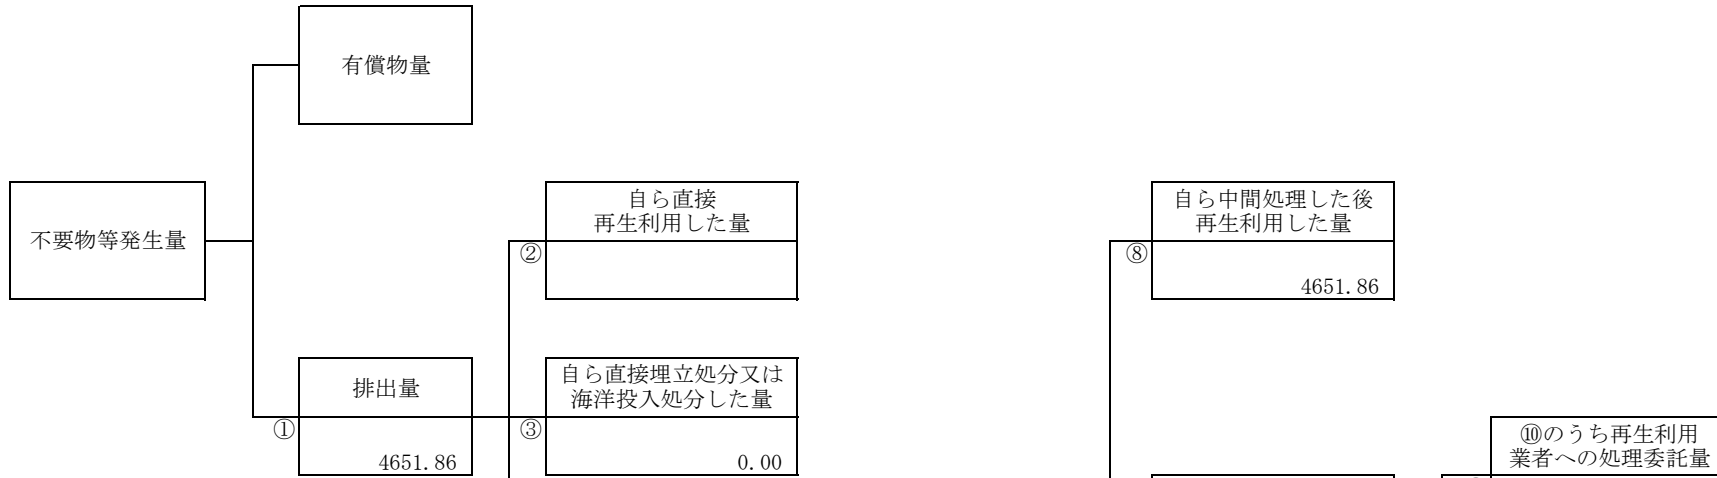 有償物量
不要物等発生量
自ら直接
再生利用した量
②
自ら中間処理した後
再生利用した量
⑧
4651.86
排出量
①
4651.86
自ら直接埋立処分又は
海洋投入処分した量
③
0.00
⑩のうち再生利用
業者への処理委託量